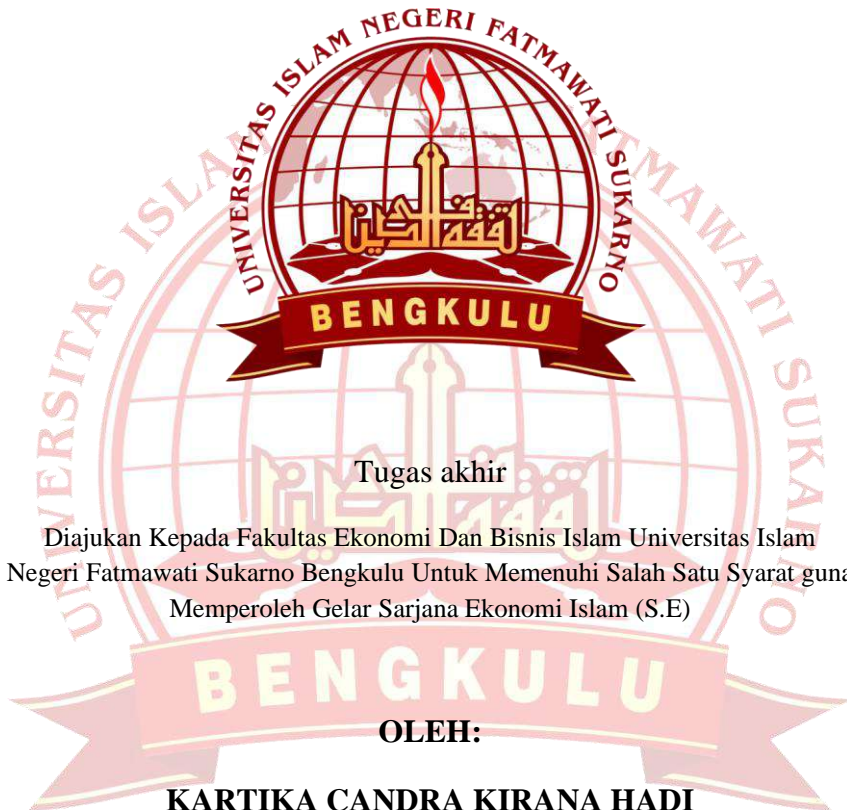 UNIVERSITAS ISLAM NEGERI FATMAWATI SUKARNO
BENGKULU
Tugas akhir
Diajukan Kepada Fakultas Ekonomi Dan Bisnis Islam Universitas Islam
Negeri Fatmawati Sukarno Bengkulu Untuk Memenuhi Salah Satu Syarat guna
Memperoleh Gelar Sarjana Ekonomi Islam (S.E)
BENGKULU
OLEH:
KARTIKA CANDRA KIRANA HADI